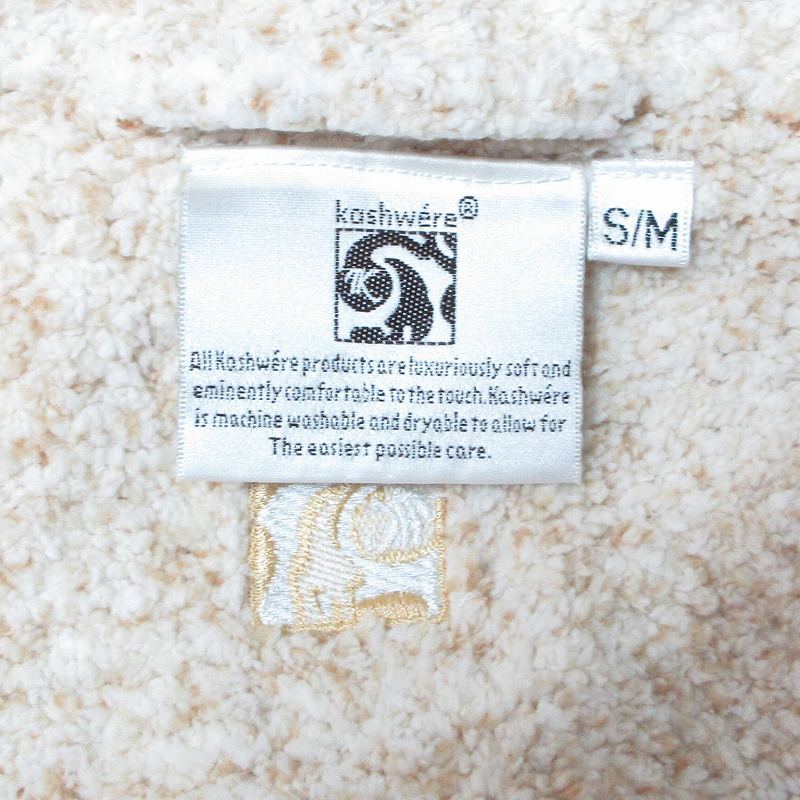 kashwére®
S/M
All Kashwére products are luxuriously soft and
eminently comfortable to the touch. Kashwére
is machine washable and dryable to allow for
The easiest possible care.